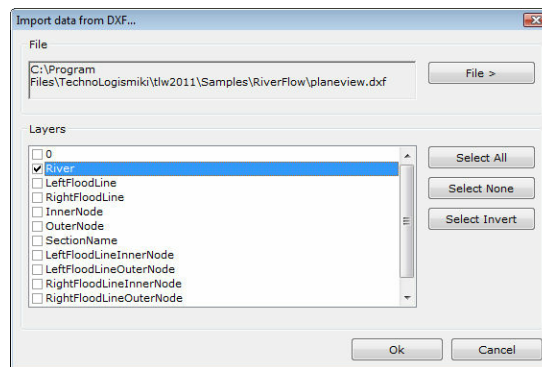 Import data from DXF...
File
C:\Program
Files\TechnoLogismiki\tlw2011\Samples\RiverFlow\planeview.dxf
File >
Layers
0
River
LeftFloodLine
RightFloodLine
InnerNode
OuterNode
SectionName
LeftFloodLineInnerNode
LeftFloodLineOuterNode
RightFloodLineInnerNode
RightFloodLineOuterNode
Select All
Select None
Select Invert
Ok
Cancel